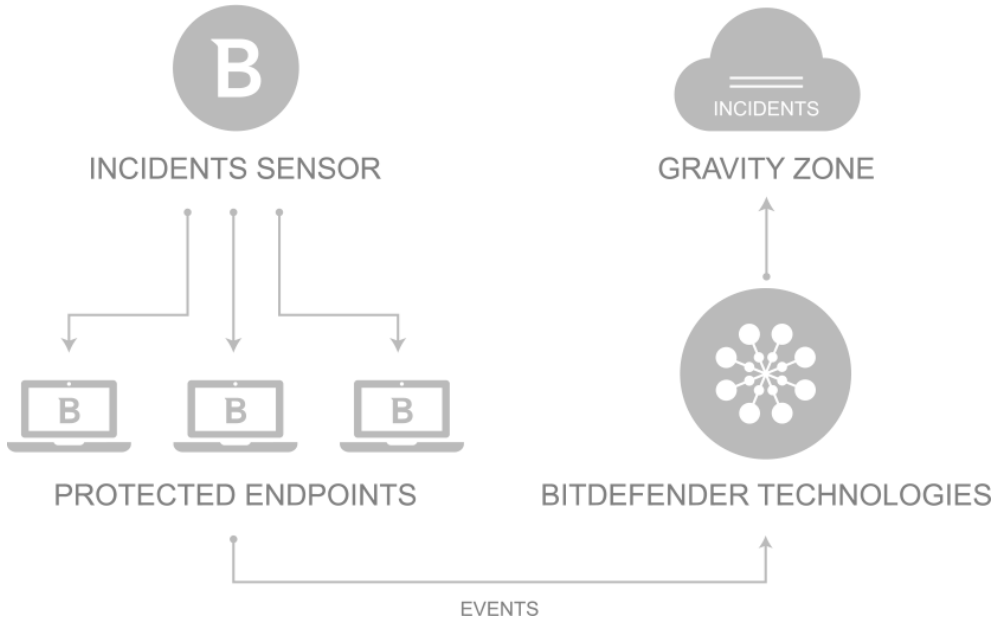 B
INCIDENTS
INCIDENTS SENSOR
GRAVITY ZONE
B
B
B
PROTECTED ENDPOINTS
BITDEFENDER TECHNOLOGIES
EVENTS